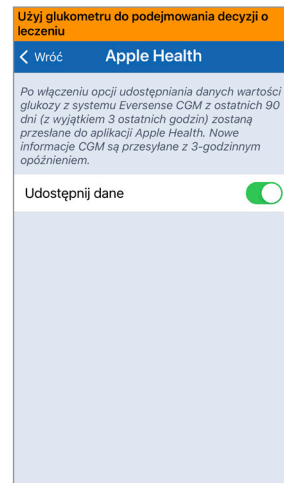 Użyj glukometru do podejmowania decyzji o
leczeniu
Wróć
Apple Health
Po włączeniu opcji udostępniania danych wartości
glukozy z systemu Eversense CGM z ostatnich 90
dni (z wyjątkiem 3 ostatnich godzin) zostaną
przesłane do aplikacji Apple Health. Nowe
informacje CGM są przesyłane z 3-godzinnym
opóźnieniem.
Udostępnij dane